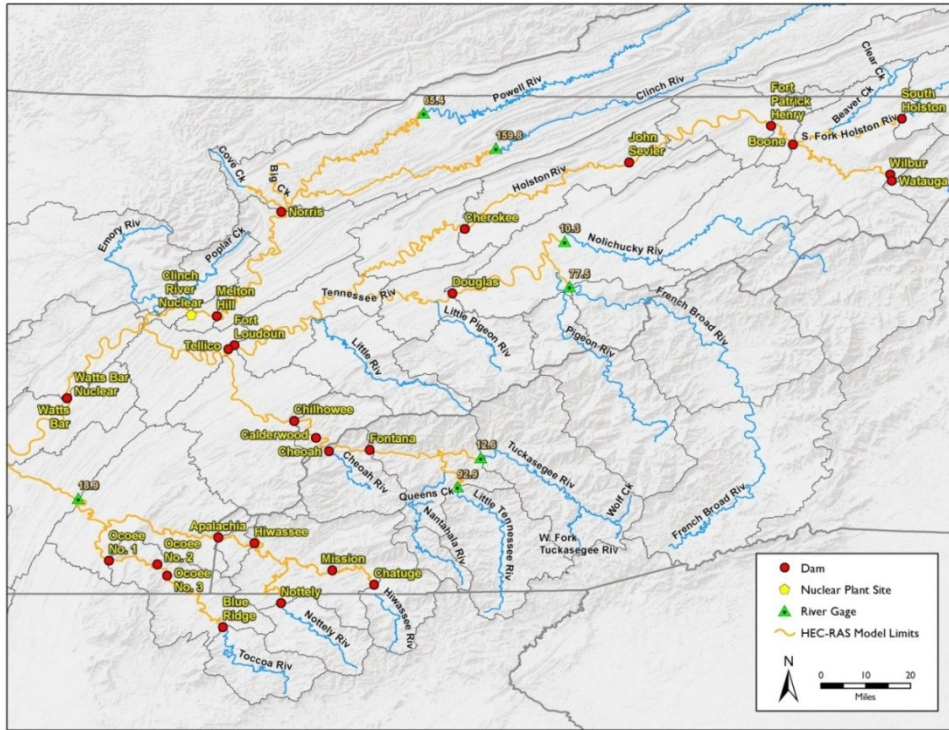 Clear Ck
Powell Riv
Clinch Riv
Fort
Patrick
Henry
Beaver Ck
South
Holston
65.4
159.8
John
Sevier
Boone
S. Fork Holston Riv
Cove Ck
Big Ck
Holston Riv
Wilbur
Watauga
Norris
Cherokee
Emory Riv
Poplar Ck
10.3
Nolichucky Riv
Clinch
River
Nuclear
Melton
Hill
Tennessee Riv
Douglas
77.5
French Broad Riv
Fort
Loudoun
Tellico
Little Pigeon Riv
Pigeon Riv
Little Riv
Watts Bar
Nuclear
Watts
Bar
Chilhowee
Calderwood
Cheoah
Fontana
12.6
Tuckasegee Riv
Cheoah Riv
92.9
Queens Ck
Wolf Ck
French Broad Riv
18.9
Nantahala Riv
Little Tennessee Riv
W. Fork
Tuckasegee Riv
Apalachia
Hiwassee
Ocoee
No. 1
Ocoee
No. 2
Ocoee
No. 3
Mission
Chatuge
Nottely
Hiwassee Riv
Blue
Ridge
Nottely Riv
Toccoa Riv
Dam
Nuclear Plant Site
River Gage
HEC-RAS Model Limits
N
0 10 20
Miles